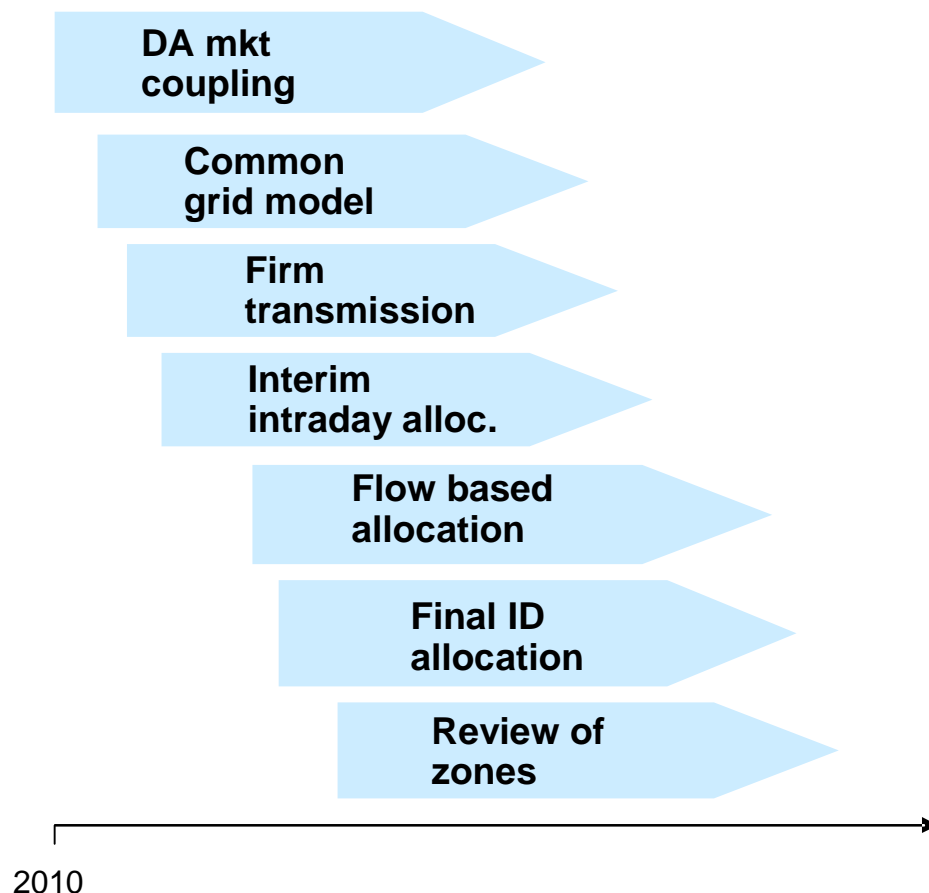 DA mkt
coupling
Common
grid model
Firm
transmission
Interim
intraday alloc.
Flow based
allocation
Final ID
allocation
Review of
zones
2010